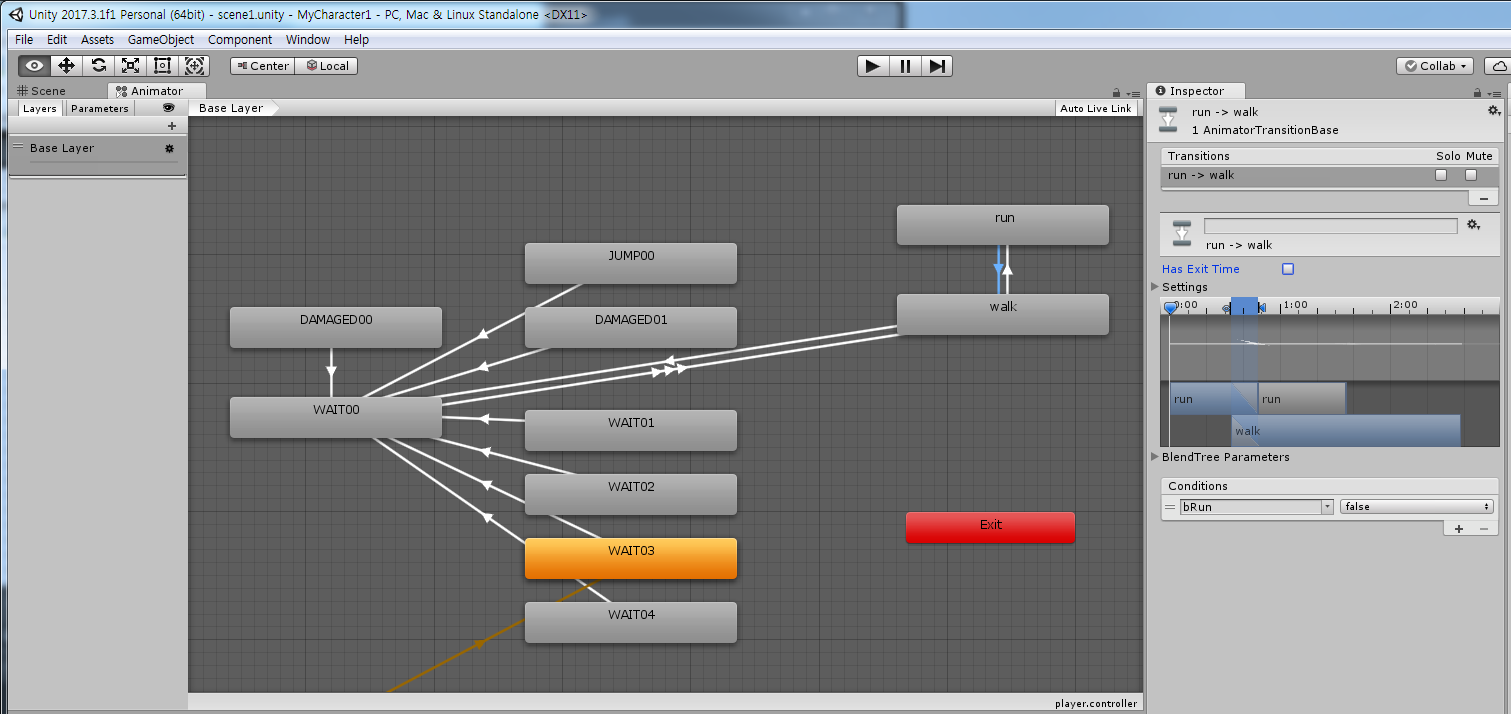 Unity 2017.3.1f1 Personal (64bit) - scene1.unity - MyCharacter1 - PC, Mac & Linux Standalone <DX11>
File Edit Assets GameObject Component Window Help
Center Local Collab
Scene Animator
Layers Parameters Base Layer Auto Live Link
Base Layer
run
JUMP00
walk
DAMAGED00 DAMAGED01
WAIT00
WAIT01
WAIT02
Exit
WAIT03
WAIT04
player.controller
Inspector
run -> walk
1 AnimatorTransitionBase
Transitions Solo Mute
run -> walk
run -> walk
Has Exit Time
Settings
0:00 1:00 2:00
run run
walk
BlendTree Parameters
Conditions
bRun false